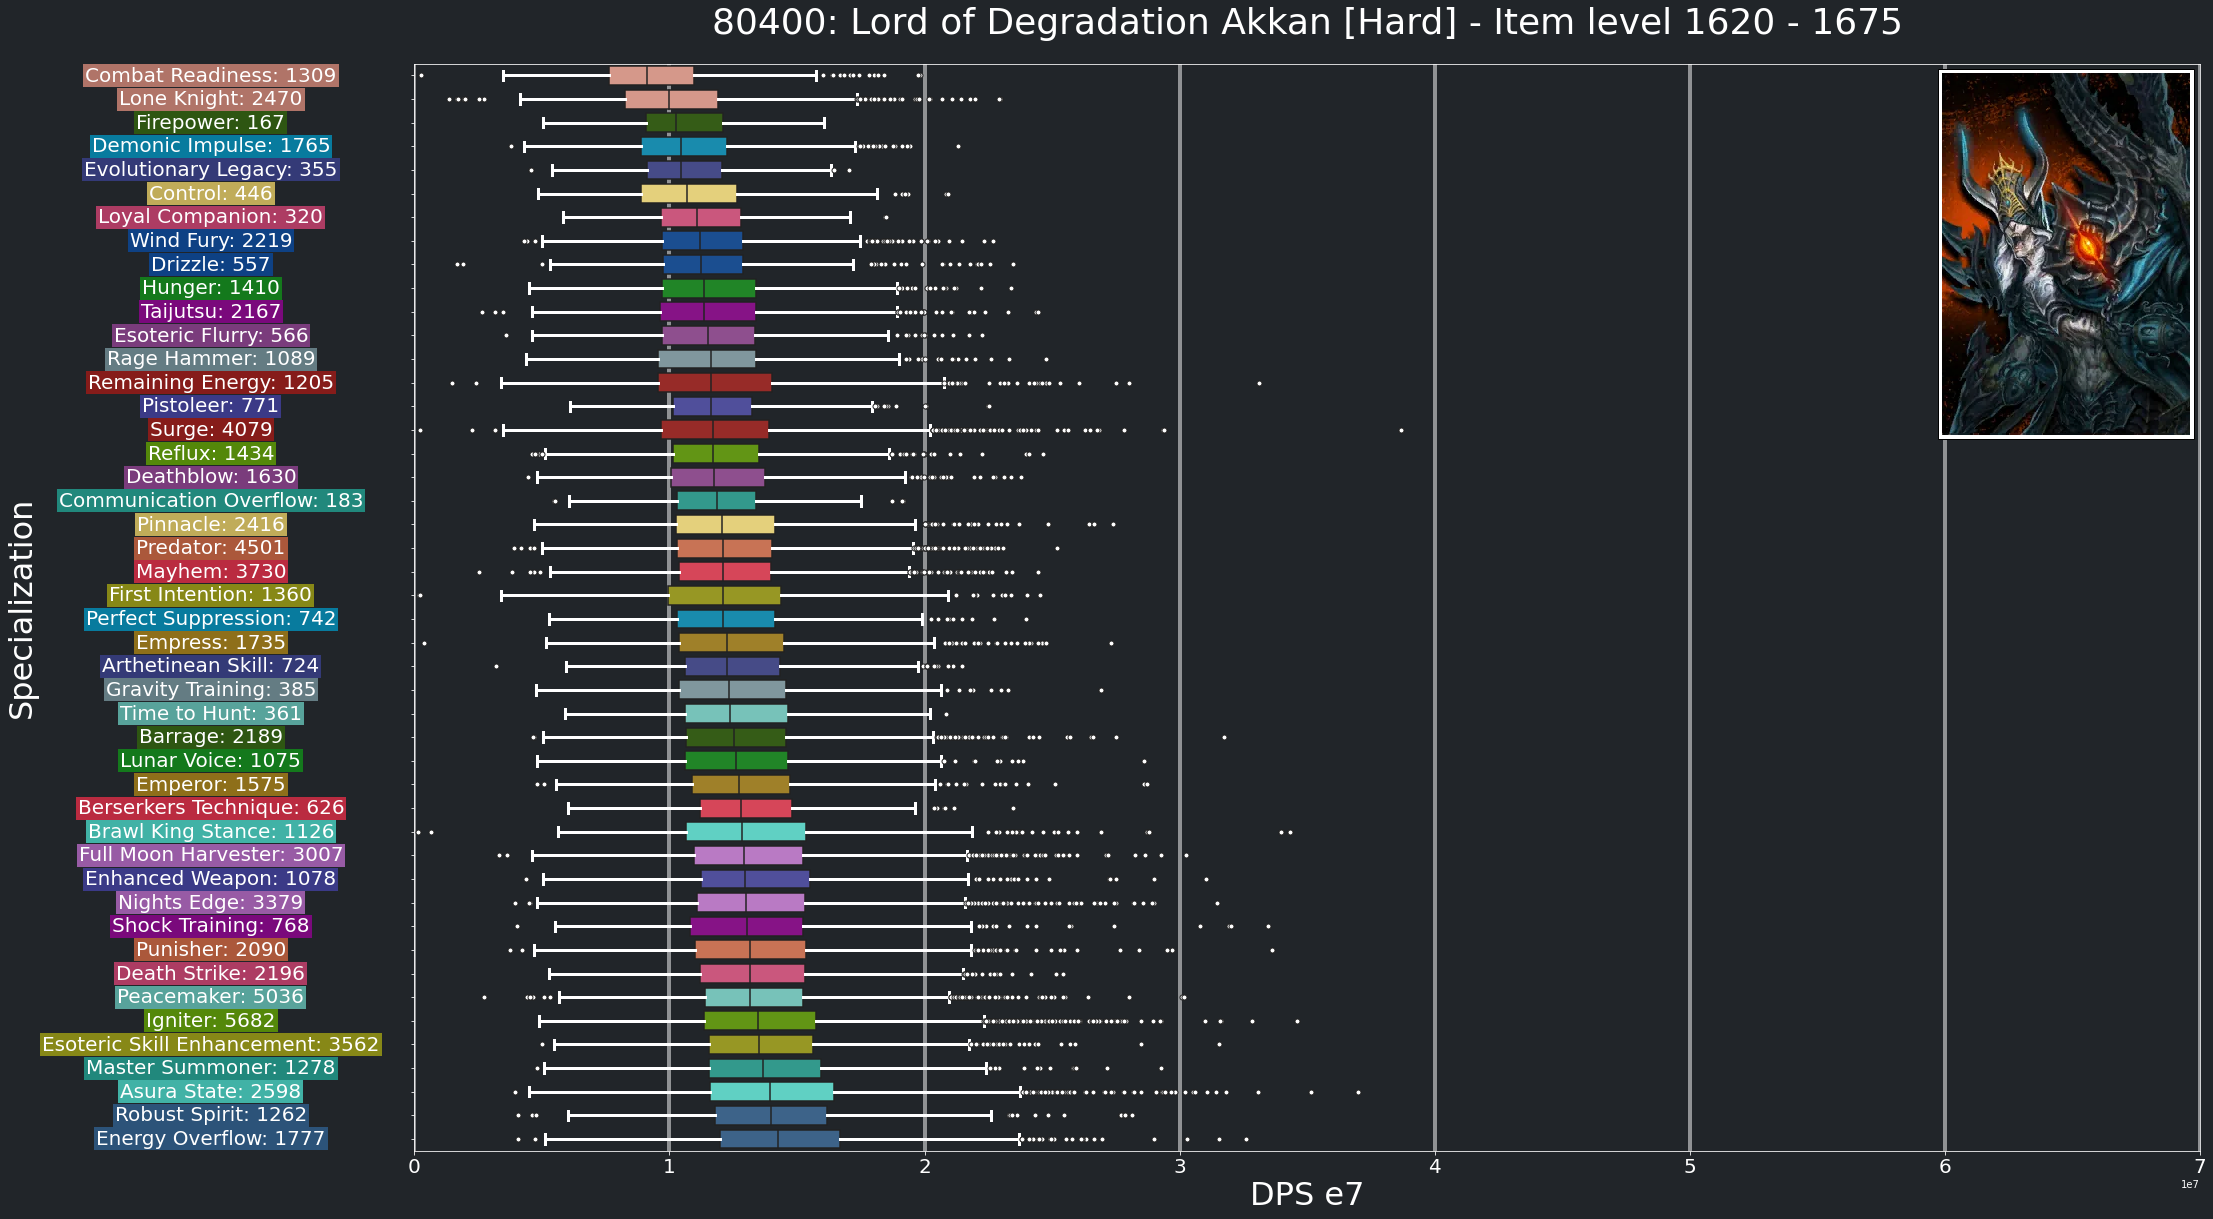 80400: Lord of Degradation Akkan [Hard] - Item level 1620 - 1675
Specialization
Combat Readiness: 1309
Lone Knight: 2470
Firepower: 167
Demonic Impulse: 1765
Evolutionary Legacy: 355
Control: 446
Loyal Companion: 320
Wind Fury: 2219
Drizzle: 557
Hunger: 1410
Taijutsu: 2167
Esoteric Flurry: 566
Rage Hammer: 1089
Remaining Energy: 1205
Pistoleer: 771
Surge: 4079
Reflux: 1434
Deathblow: 1630
Communication Overflow: 183
Pinnacle: 2416
Predator: 4501
Mayhem: 3730
First Intention: 1360
Perfect Suppression: 742
Empress: 1735
Arthetinean Skill: 724
Gravity Training: 385
Time to Hunt: 361
Barrage: 2189
Lunar Voice: 1075
Emperor: 1575
Berserkers Technique: 626
Brawl King Stance: 1126
Full Moon Harvester: 3007
Enhanced Weapon: 1078
Nights Edge: 3379
Shock Training: 768
Punisher: 2090
Death Strike: 2196
Peacemaker: 5036
Igniter: 5682
Esoteric Skill Enhancement: 3562
Master Summoner: 1278
Asura State: 2598
Robust Spirit: 1262
Energy Overflow: 1777
0 1 2 3 4 5 6 7
1e7
DPS e7